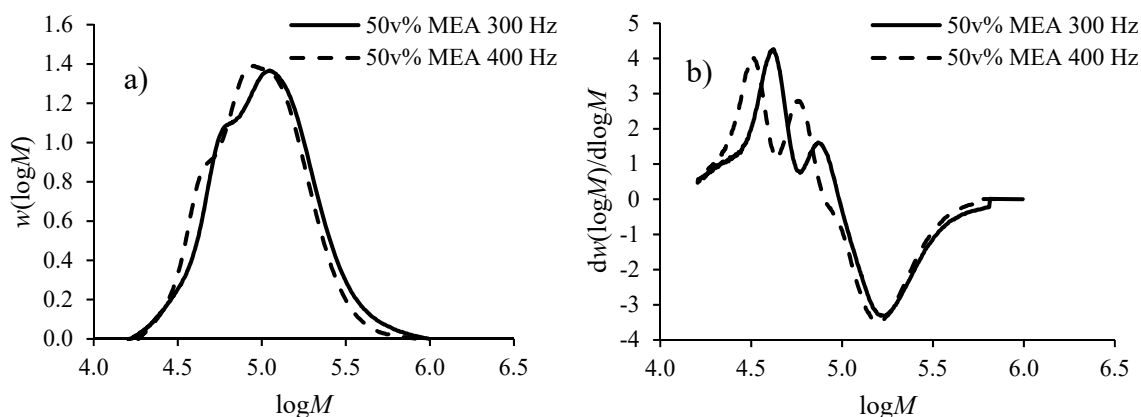 50v% MEA 300 Hz
50v% MEA 400 Hz
a)
w(logM)
1.6
1.4
1.2
1.0
0.8
0.6
0.4
0.2
0.0
4.0 4.5 5.0 5.5 6.0 6.5
logM
50v% MEA 300 Hz
50v% MEA 400 Hz
b)
dw(logM)/dlogM
5
4
3
2
1
0
-1
-2
-3
-4
4.0 4.5 5.0 5.5 6.0 6.5
logM